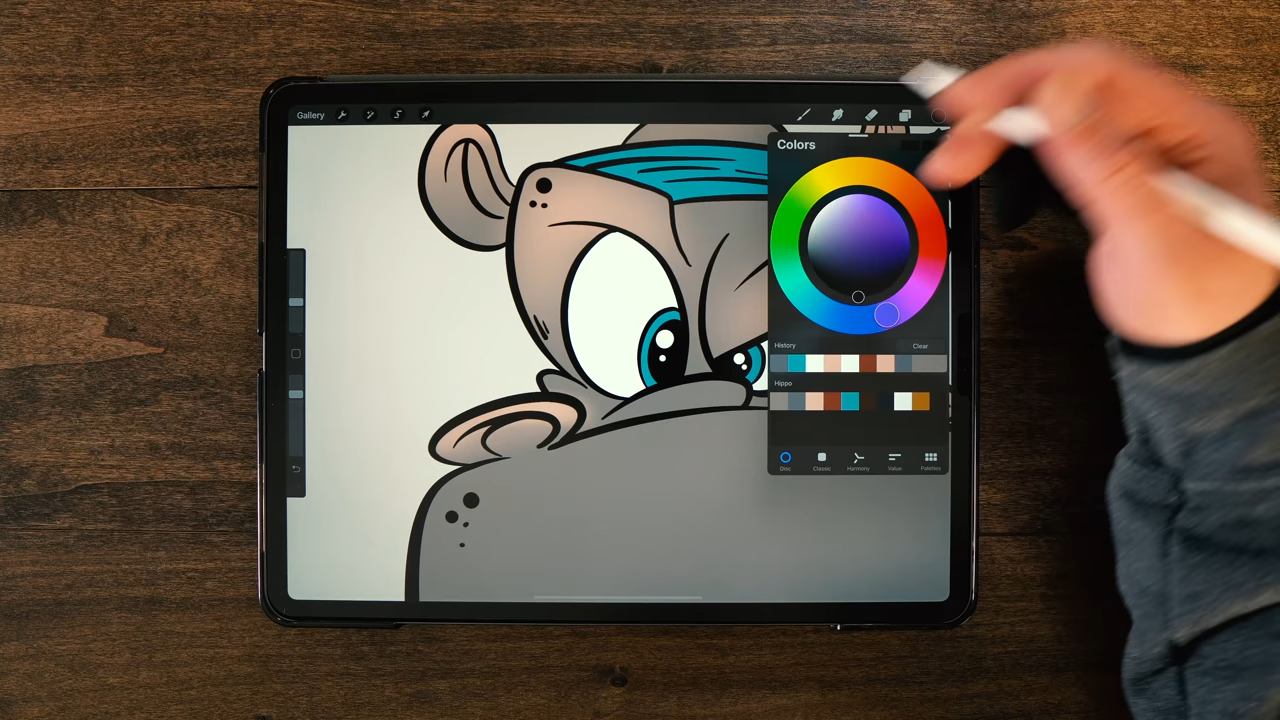 Gallery
Colors
History
Clear
Hippo
Disc
Classic
Harmony
Value
Palettes